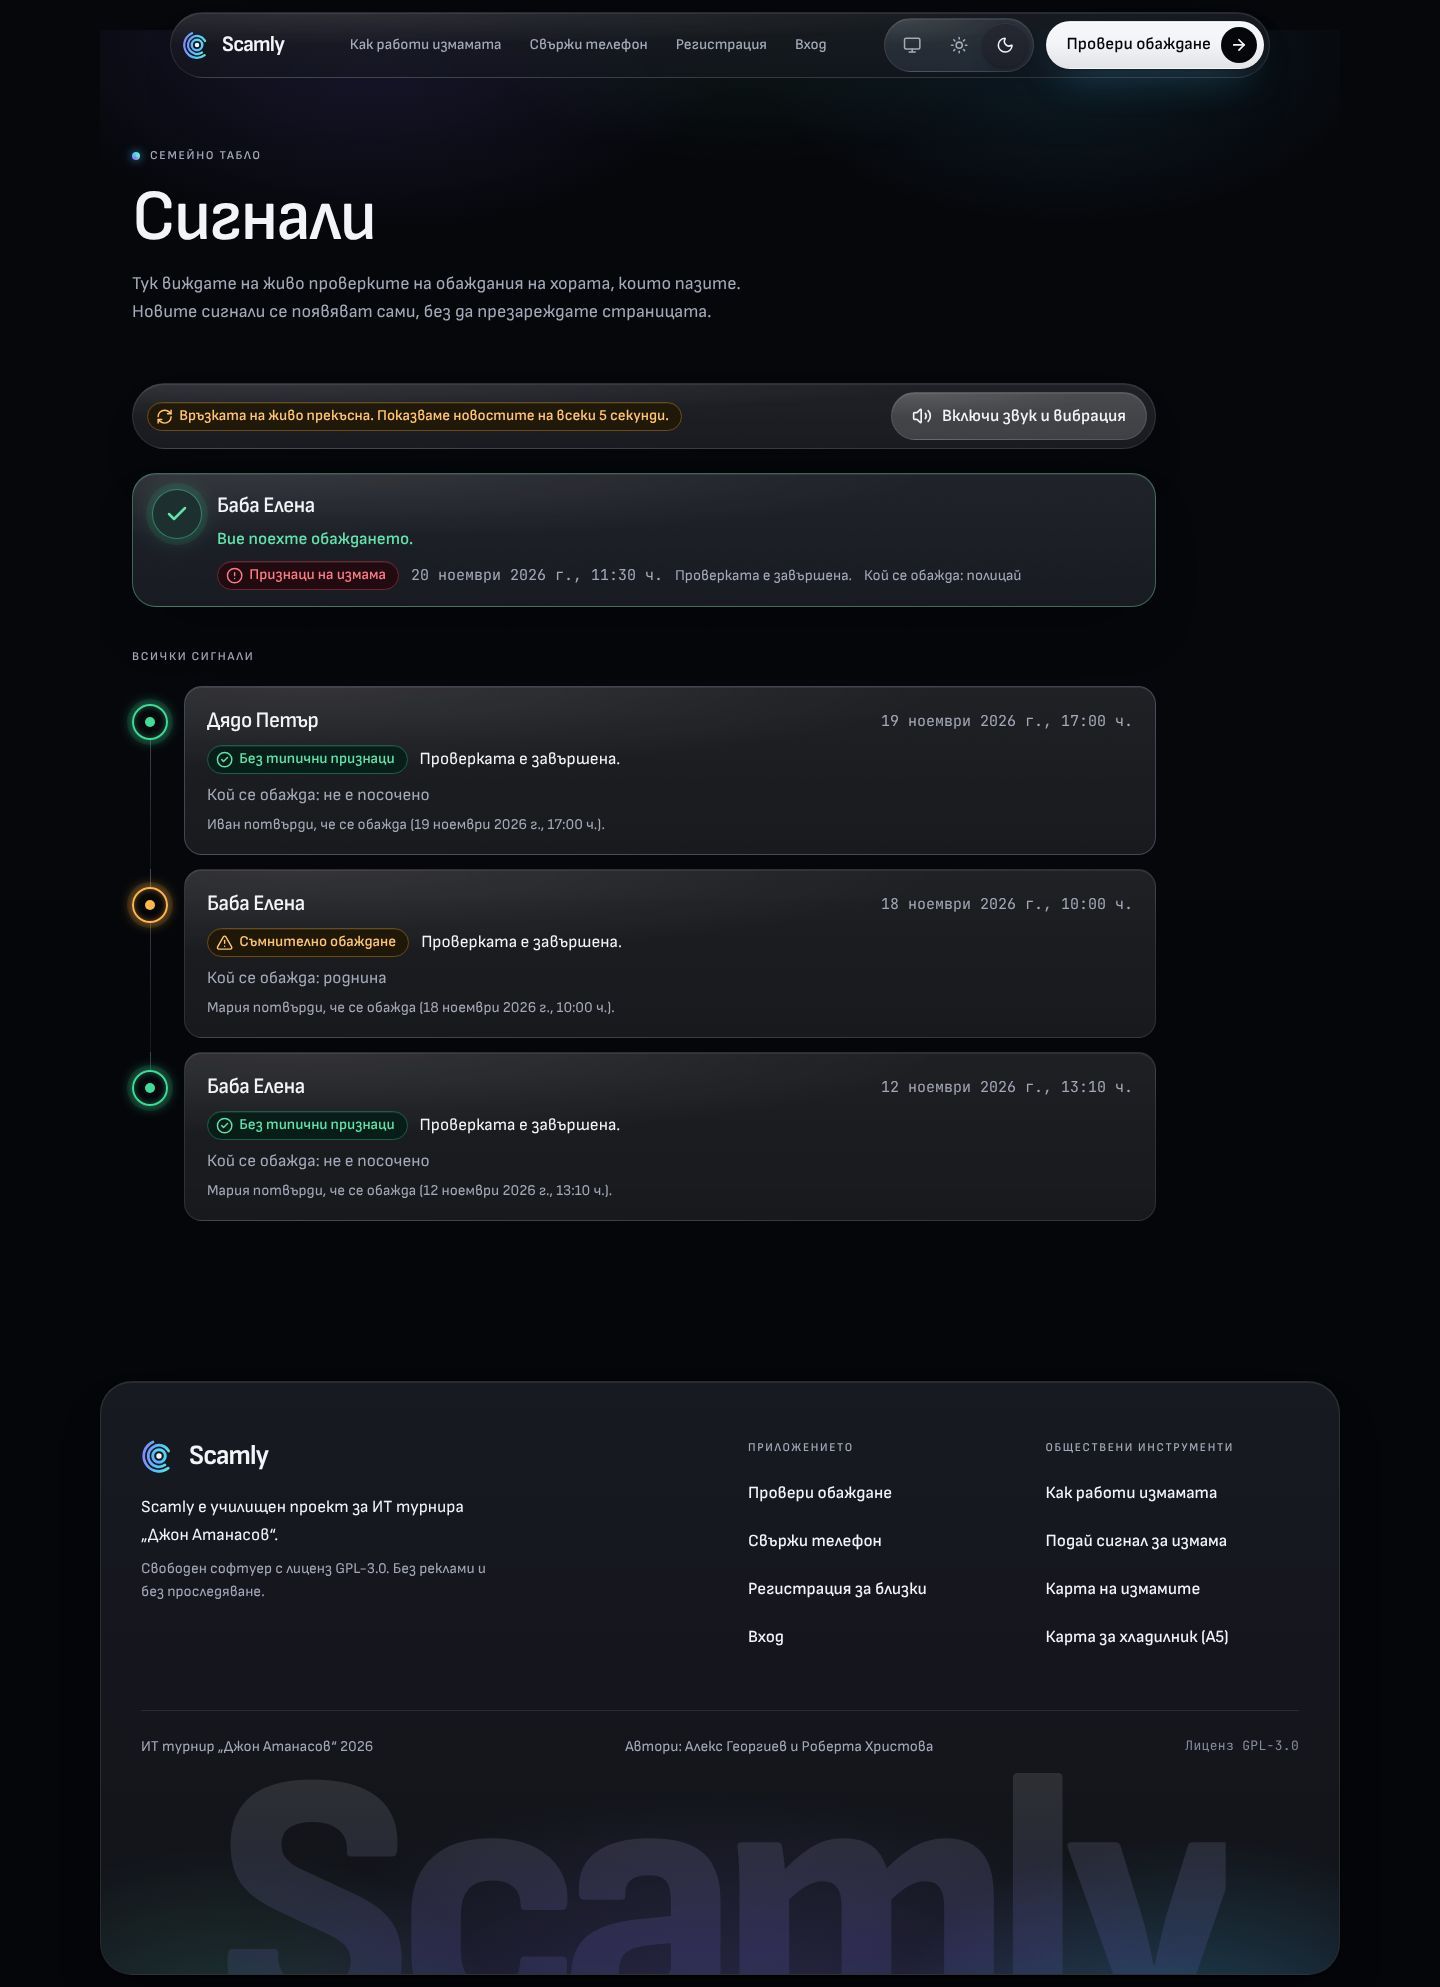 Scamly
Как работи измамата
Свържи телефон
Регистрация
Вход
Провери обаждане
СЕМЕЙНО ТАБЛО
Сигнали
Тук виждате на живо проверките на обаждания на хората, които пазите.
Новите сигнали се появяват сами, без да презареждате страницата.
Връзката на живо прекъсна. Показваме новостите на всеки 5 секунди.
Включи звук и вибрация
Баба Елена
Вие поехте обаждането.
Признаци на измама 20 ноември 2026 г., 11:30 ч. Проверката е завършена. Кой се обажда: полицай
ВСИЧКИ СИГНАЛИ
Дядо Петър 19 ноември 2026 г., 17:00 ч.
Без типични признаци Проверката е завършена.
Кой се обажда: не е посочено
Иван потвърди, че се обажда (19 ноември 2026 г., 17:00 ч.).
Баба Елена 18 ноември 2026 г., 10:00 ч.
Съмнително обаждане Проверката е завършена.
Кой се обажда: роднина
Мария потвърди, че се обажда (18 ноември 2026 г., 10:00 ч.).
Баба Елена 12 ноември 2026 г., 13:10 ч.
Без типични признаци Проверката е завършена.
Кой се обажда: не е посочено
Мария потвърди, че се обажда (12 ноември 2026 г., 13:10 ч.).
Scamly
Scamly е училищен проект за ИТ турнира
„Джон Атанасов“.
Свободен софтуер с лиценз GPL-3.0. Без реклами и
без проследяване.
ПРИЛОЖЕНИЕТО
Провери обаждане
Свържи телефон
Регистрация за близки
Вход
ОБЩЕСТВЕНИ ИНСТРУМЕНТИ
Как работи измамата
Подай сигнал за измама
Карта на измамите
Карта за хладилник (А5)
ИТ турнир „Джон Атанасов“ 2026
Автори: Алекс Георгиев и Роберта Христова
Лиценз GPL-3.0
Scamly